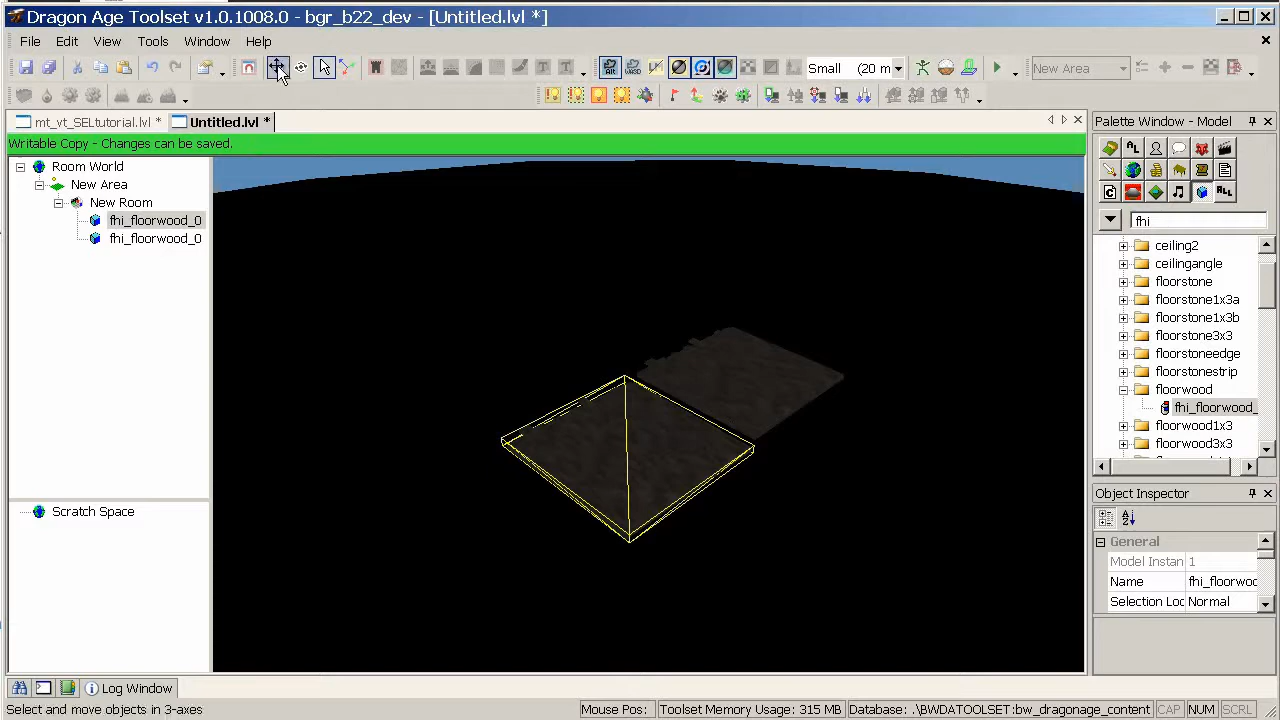 Dragon Age Toolset v1.0.1008.0 - bgr_b22_dev - [Untitled.lvl *]
File Edit View Tools Window Help
Small (20 m New Area
mt_vt_SELtutorial.lvl * Untitled.lvl * Palette Window - Model
Writable Copy - Changes can be saved.
Room World
New Area
New Room
fhi_floorwood_0
fhi_floorwood_0
Scratch Space
fhi
ceiling2
ceilingangle
floorstone
floorstone1x3a
floorstone1x3b
floorstone3x3
floorstoneedge
floorstonestrip
floorwood
fhi_floorwood_
floorwood1x3
floorwood3x3
Object Inspector
General
Model Instan 1
Name fhi_floorwoo
Selection Loc Normal
Log Window
Select and move objects in 3-axes Mouse Pos: Toolset Memory Usage: 315 MB Database: .\BWDATOOLSET:bw_dragonage_content CAP NUM SCRL